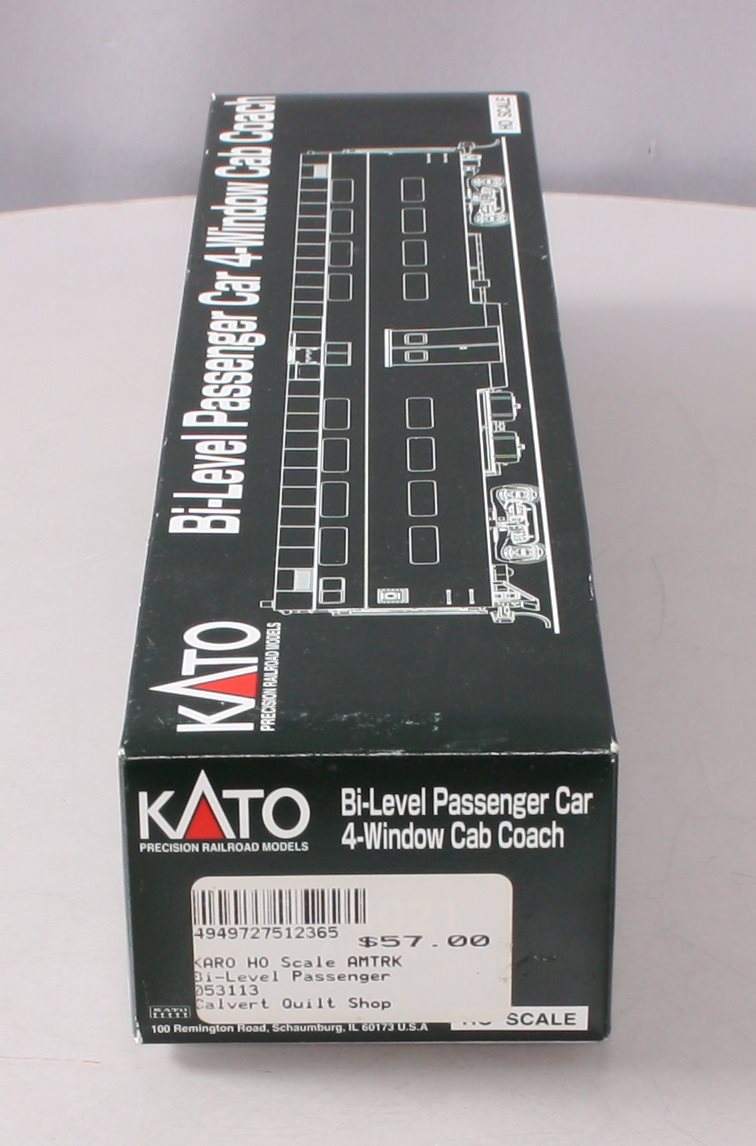 HO SCALE
Bi-Level Passenger Car 4-Window Cab Coach
KATO
PRECISION RAILROAD MODELS
KATO
PRECISION RAILROAD MODELS
Bi-Level Passenger Car
4-Window Cab Coach
4949727512365
$57.00
KARO HO Scale AMTRK
Bi-Level Passenger
053113
Calvert Quilt Shop
KATO
HO SCALE
100 Remington Road, Schaumburg, IL 60173 U.S.A